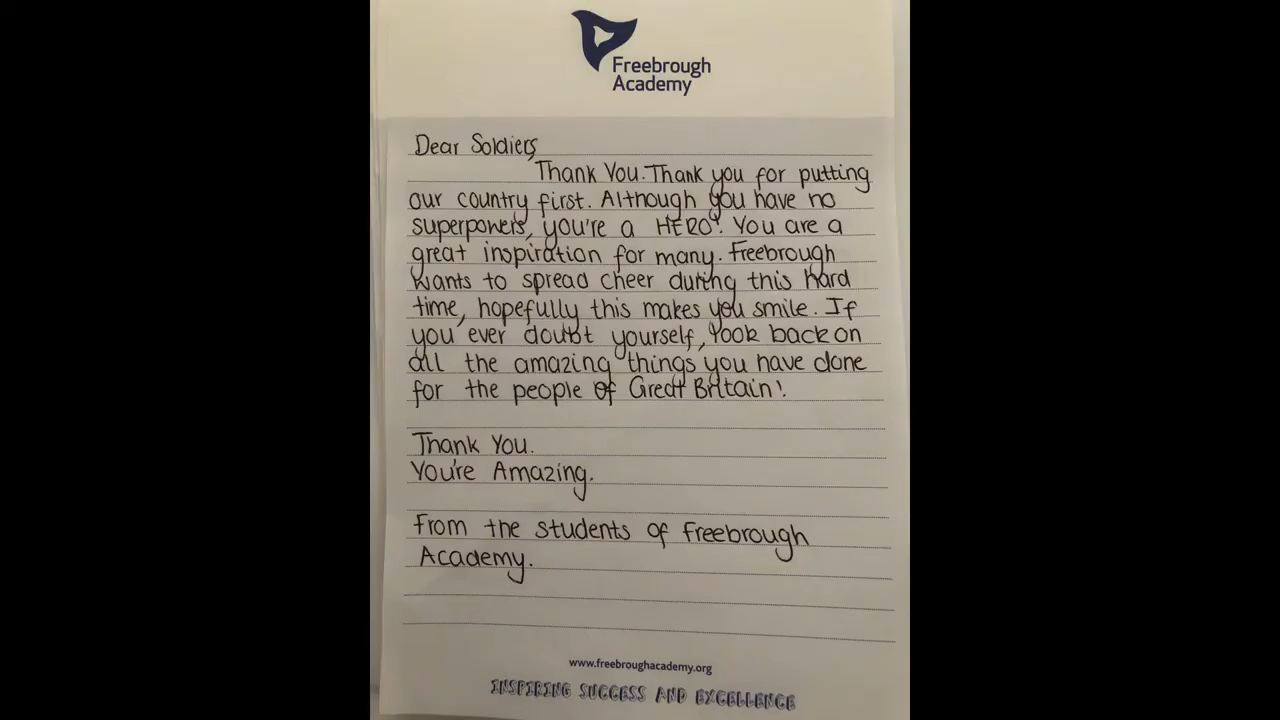 Freebrough
Academy
Dear Soldiers,
Thank You. Thank you for putting
our country first. Although you have no
superpowers, you're a HERO! You are a
great inspiration for many. Freebrough
wants to spread cheer during this hard
time, hopefully this makes you smile. If
you ever doubt yourself, look back on
all the amazing things you have done
for the people of Great Britain!
Thank You.
You're Amazing.
From the students of Freebrough
Academy.
www.freebroughacademy.org
INSPIRING SUCCESS AND EXCELLENCE